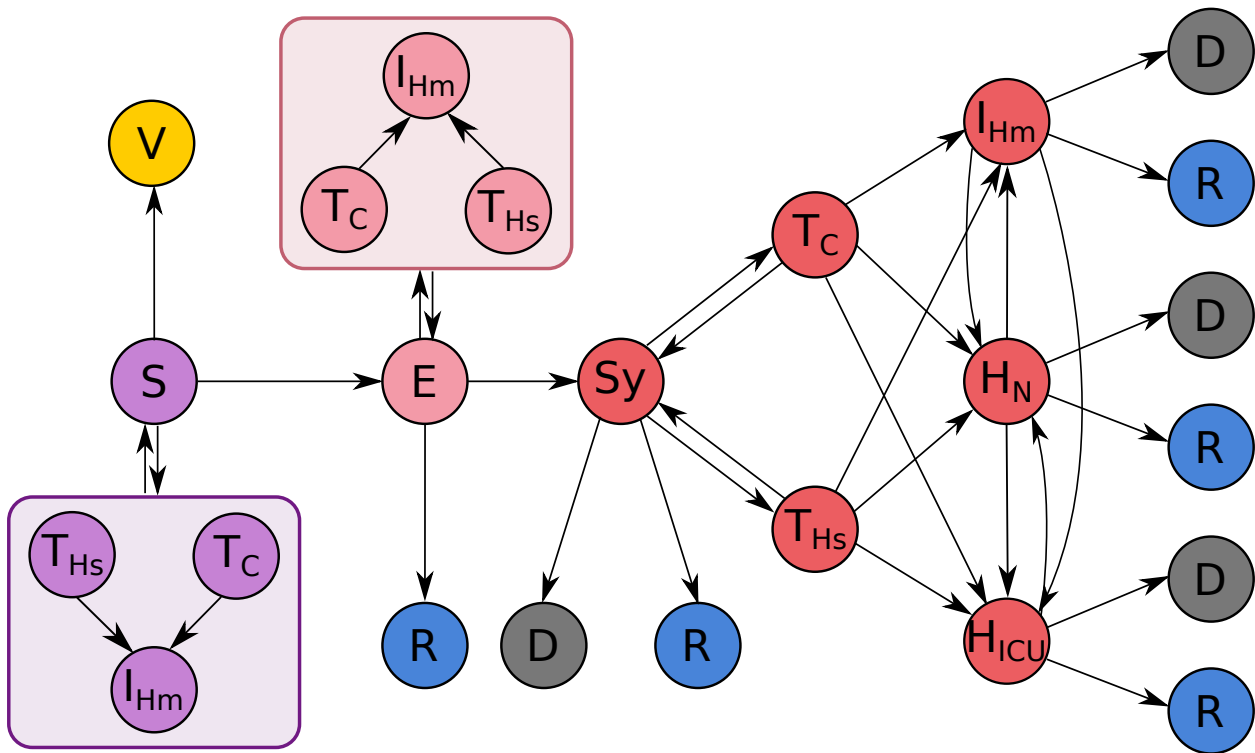 I_Hm
T_C
T_Hs
V
S
E
Sy
T_Hs
T_C
I_Hm
R
D
R
T_C
T_Hs
I_Hm
H_N
H_ICU
D
R
D
R
D
R